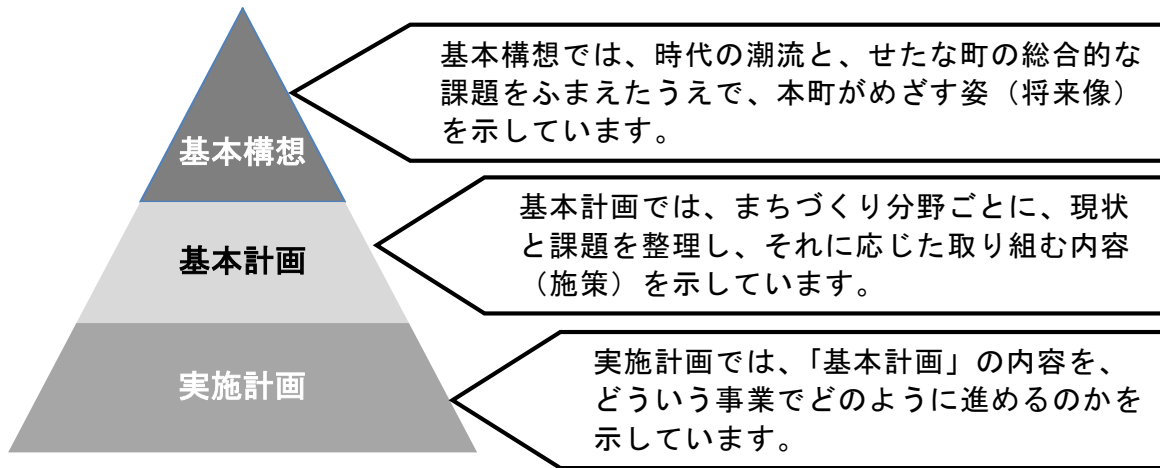 基本構想では、時代の潮流と、せたな町の総合的な
課題をふまえたうえで、本町がめざす姿（将来像）
を示しています。
基本構想
基本計画では、まちづくり分野ごとに、現状
と課題を整理し、それに応じた取り組む内容
（施策）を示しています。
基本計画
実施計画では、「基本計画」の内容を、
どういう事業でどのように進めるのかを
示しています。
実施計画